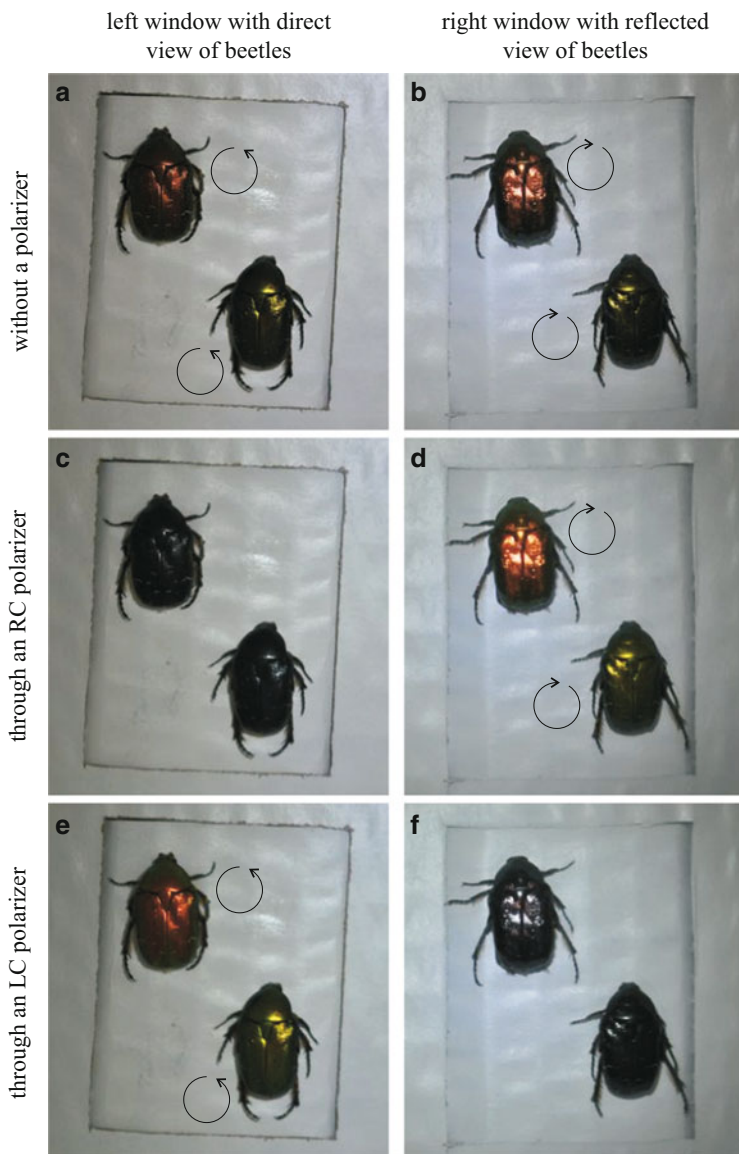 left window with direct
view of beetles
right window with reflected
view of beetles
without a polarizer
a
b
through an RC polarizer
c
d
through an LC polarizer
e
f